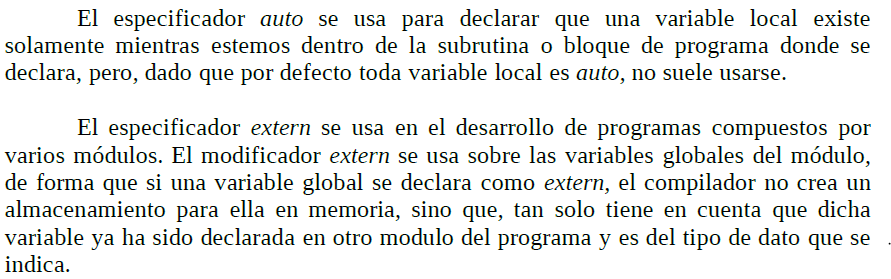 El especificador auto se usa para declarar que una variable local existe
solamente mientras estemos dentro de la subrutina o bloque de programa donde se
declara, pero, dado que por defecto toda variable local es auto, no suele usarse.
El especificador extern se usa en el desarrollo de programas compuestos por
varios módulos. El modificador extern se usa sobre las variables globales del módulo,
de forma que si una variable global se declara como extern, el compilador no crea un
almacenamiento para ella en memoria, sino que, tan solo tiene en cuenta que dicha
variable ya ha sido declarada en otro modulo del programa y es del tipo de dato que se
indica.